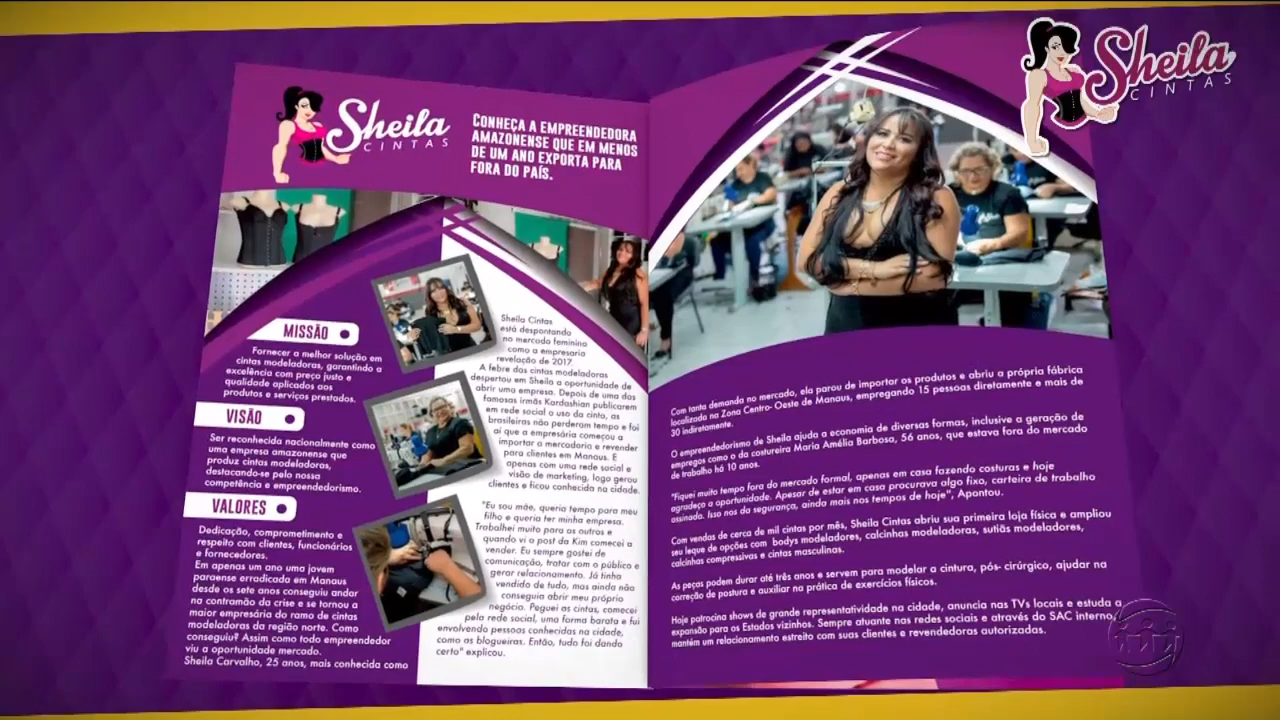 Sheila
CINTAS
Sheila
CINTAS
CONHEÇA A EMPREENDEDORA
AMAZONENSE QUE EM MENOS
DE UM ANO EXPORTA PARA
FORA DO PAÍS.
MISSÃO
Fornecer a melhor solução em
cintas modeladoras, garantindo a
excelência com preço justo e
qualidade aplicados aos
produtos e serviços prestados.
VISÃO
Ser reconhecida nacionalmente como
uma empresa amazonense que
produz cintas modeladoras,
destacando-se pelo nossa
competência e empreendedorismo.
VALORES
Dedicação, comprometimento e
respeito com clientes, funcionários
e fornecedores.
Em apenas um ano uma jovem
paraense erradicada em Manaus
desde os sete anos conseguiu andar
na contramão da crise e se tornou a
maior empresária do ramo de cintas
modeladoras da região norte. Como
conseguiu? Assim como todo empreendedor
viu a oportunidade mercado.
Sheila Carvalho, 25 anos, mais conhecida como
Sheila Cintas
está despontando
no mercado feminino
como a empresaria
revelação de 2017.
A febre das cintas modeladoras
despertou em Sheila a oportunidade de
abrir uma empresa. Depois de uma das
famosas irmãs Kardashian publicarem
em rede social o uso da cinta, as
brasileiras não perderam tempo e foi
aí que a empresária começou a
importar a mercadoria e revender
para clientes em Manaus. E
apenas com uma rede social e
visão de marketing, logo gerou
clientes e ficou conhecida na cidade.
"Eu sou mãe, queria tempo para meu
filho e queria ter minha empresa.
Trabalhei muito para os outros e
quando vi a post da Kim comecei a
vender. Eu sempre gostei de
comunicação, tratar com o público e
gerar relacionamento. Já tinha
vendido de tudo, mas ainda não
conseguia abrir meu próprio
negócio. Peguei as cintas, comecei
pela rede social, uma forma barata e fui
envolvendo pessoas conhecidas na cidade,
como as blogueiras. Então, tudo foi dando
certo" explicou.
Com tanta demanda no mercado, ela parou de importar os produtos e abriu a própria fábrica
localizada na Zona Centro- Oeste de Manaus, empregando 15 pessoas diretamente e mais de
30 indiretamente.
O empreendedorismo de Sheila ajuda a economia de diversas formas, inclusive a geração de
empregos como o da costureira Maria Amélia Barbosa, 56 anos, que estava fora do mercado
de trabalho há 10 anos.
"Fiquei muito tempo fora do mercado formal, apenas em casa fazendo costuras e hoje
agradeço a oportunidade. Apesar de estar em casa procurava algo fixo, carteira de trabalho
assinada. Isso nos da segurança, ainda mais nos tempos de hoje", Apontou.
Com vendas de cerca de mil cintas por mês, Sheila Cintas abriu sua primeira loja física e ampliou
seu leque de opções com bodys modeladores, calcinhas modeladoras, sutiãs modeladores,
calcinhas compressivas e cintas masculinas.
As peças podem durar até três anos e servem para modelar a cintura, pós- cirúrgico, ajudar na
correção de postura e auxiliar na prática de exercícios físicos.
Hoje patrocina shows de grande representatividade na cidade, anuncia nas TVs locais e estuda a
expansão para os Estados vizinhos. Sempre atuante nas redes sociais e através do SAC interno,
mantém um relacionamento estreito com suas clientes e revendedoras autorizadas.